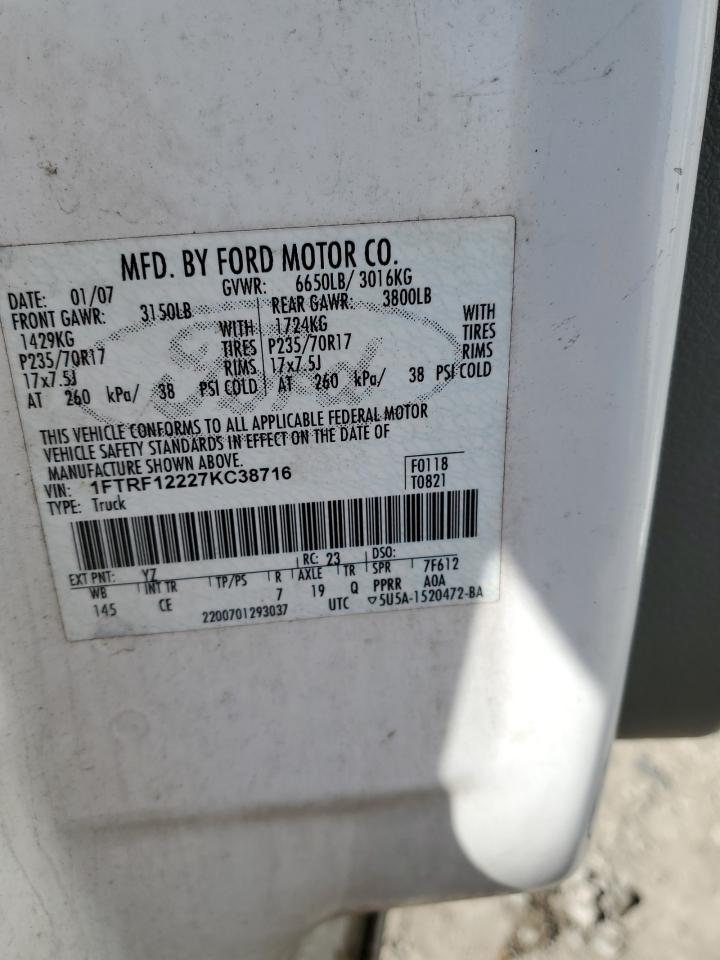 MFD. BY FORD MOTOR CO.
DATE: 01/07 GVWR: 6650LB/ 3016KG
FRONT GAWR: 3150LB REAR GAWR: 3800LB
1429KG WITH 1724KG WITH
P235/70R17 TIRES P235/70R17 TIRES
17x7.5J RIMS 17x7.5J RIMS
AT 260 kPa/ 38 PSI COLD AT 260 kPa/ 38 PSI COLD
Ford
THIS VEHICLE CONFORMS TO ALL APPLICABLE FEDERAL MOTOR
VEHICLE SAFETY STANDARDS IN EFFECT ON THE DATE OF
MANUFACTURE SHOWN ABOVE.
VIN: 1FTRF12227KC38716 F0118
TYPE: Truck T0821
EXT PNT: YZ RC: 23 DSO:
WB INT TR TP/PS R AXLE TR SPR 7F612
145 CE 7 19 Q PPRR A0A
2200701293037 UTC ▽5U5A-1520472-BA